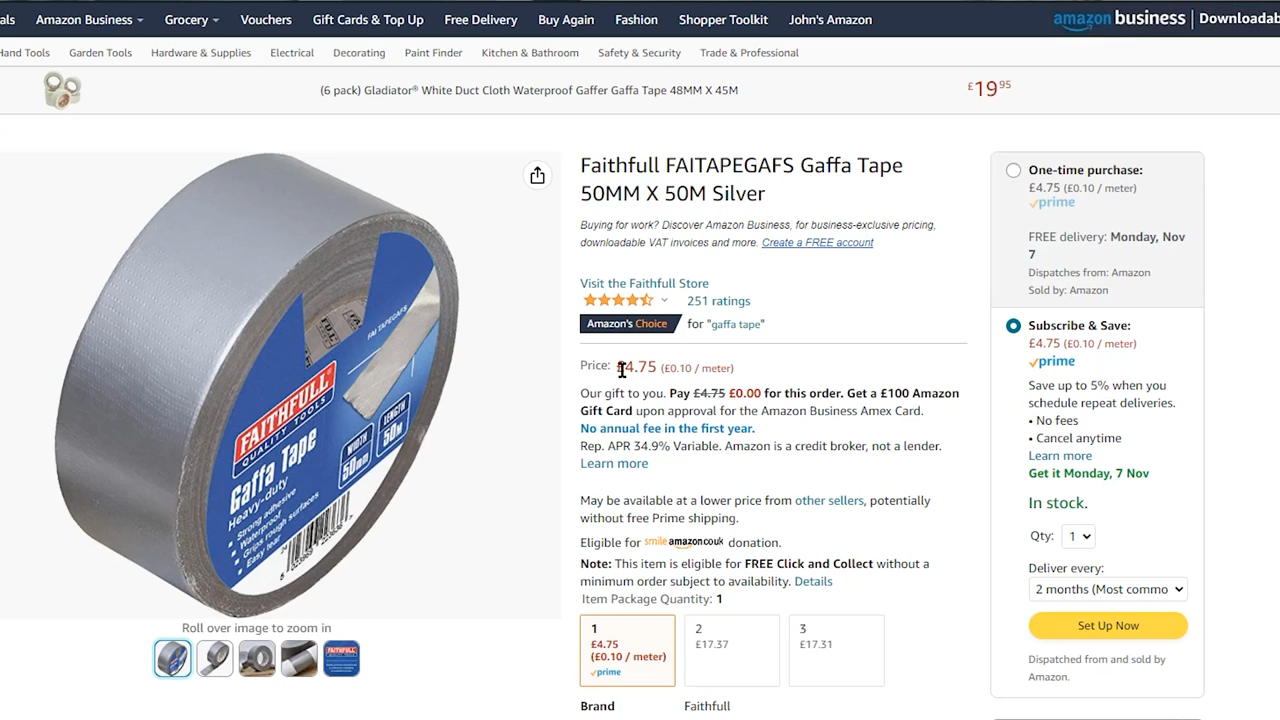 als Amazon Business Grocery Vouchers Gift Cards & Top Up Free Delivery Buy Again Fashion Shopper Toolkit John's Amazon amazon business | Downloadab
Hand Tools Garden Tools Hardware & Supplies Electrical Decorating Paint Finder Kitchen & Bathroom Safety & Security Trade & Professional
(6 pack) Gladiator® White Duct Cloth Waterproof Gaffer Gaffa Tape 48MM X 45M £19 95
FAI TAPEGAFS
FAITHFULL
QUALITY TOOLS
Gaffa Tape
Heavy-duty
Strong adhesive
Waterproof
Grips rough surfaces
Easy tear
WIDTH
50mm
LENGTH
50M
Roll over image to zoom in
Faithfull FAITAPEGAFS Gaffa Tape
50MM X 50M Silver
Buying for work? Discover Amazon Business, for business-exclusive pricing,
downloadable VAT invoices and more. Create a FREE account
Visit the Faithfull Store
251 ratings
Amazon's Choice for "gaffa tape"
Price: £4.75 (£0.10 / meter)
Our gift to you. Pay £4.75 £0.00 for this order. Get a £100 Amazon
Gift Card upon approval for the Amazon Business Amex Card.
No annual fee in the first year.
Rep. APR 34.9% Variable. Amazon is a credit broker, not a lender.
Learn more
May be available at a lower price from other sellers, potentially
without free Prime shipping.
Eligible for smile.amazon.co.uk donation.
Note: This item is eligible for FREE Click and Collect without a
minimum order subject to availability. Details
Item Package Quantity: 1
1
£4.75
(£0.10 / meter)
prime
2
£17.37
3
£17.31
Brand Faithfull
One-time purchase:
£4.75 (£0.10 / meter)
prime
FREE delivery: Monday, Nov
7
Dispatches from: Amazon
Sold by: Amazon
Subscribe & Save:
£4.75 (£0.10 / meter)
prime
Save up to 5% when you
schedule repeat deliveries.
• No fees
• Cancel anytime
Learn more
Get it Monday, 7 Nov
In stock.
Qty: 1
Deliver every:
2 months (Most commo
Set Up Now
Dispatched from and sold by
Amazon.